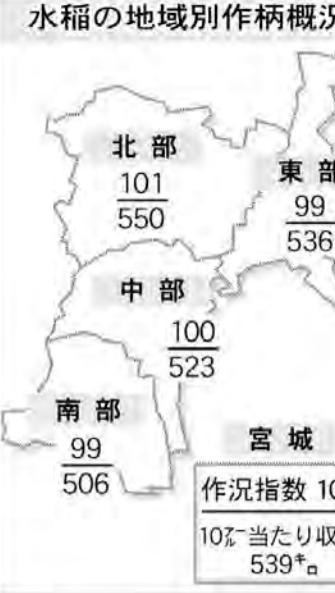 水稲の地域別作柄概況
北部
101
550
東部
99
536
中部
100
523
南部
99
506
宮城
作況指数 10
10㌃当たり収
539㌔